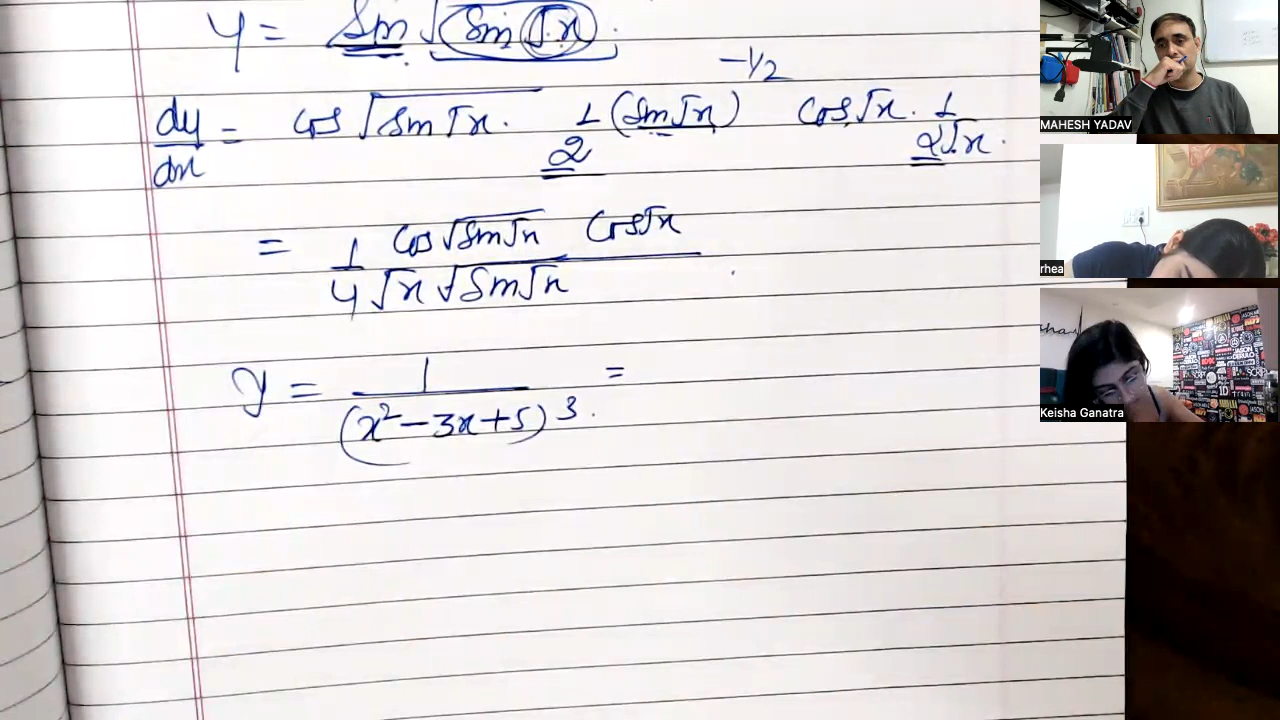 y = Sin √(Sin √x).
dy/dx = cos √(sin √x) . 1/2 (sin √x)^-1/2 cos √x . 1/2√x .
= 1/4 cos √(sin √x) cos √x / √x √(sin √x)
y = 1/(x² - 3x + 5)³ . =
MAHESH YADAV
rhea
Keisha Ganatra